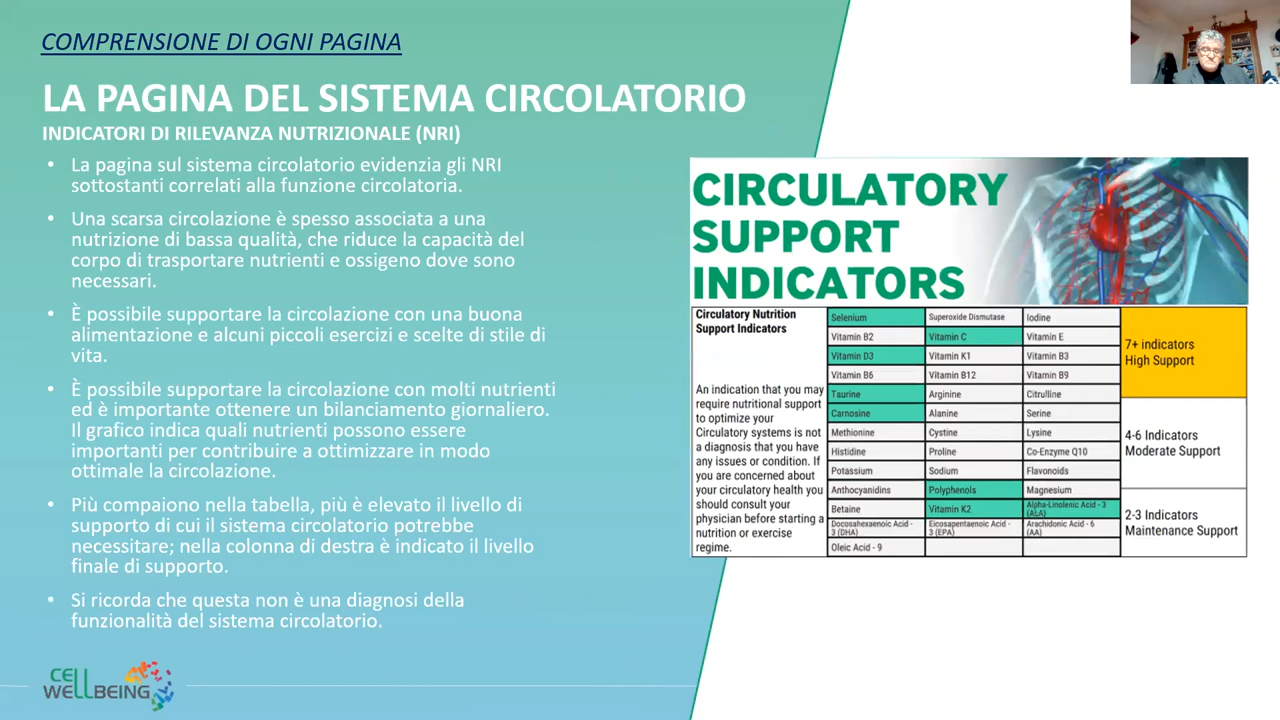 COMPRENSIONE DI OGNI PAGINA
LA PAGINA DEL SISTEMA CIRCOLATORIO
INDICATORI DI RILEVANZA NUTRIZIONALE (NRI)
• La pagina sul sistema circolatorio evidenzia gli NRI
sottostanti correlati alla funzione circolatoria.
• Una scarsa circolazione è spesso associata a una
nutrizione di bassa qualità, che riduce la capacità del
corpo di trasportare nutrienti e ossigeno dove sono
necessari.
• È possibile supportare la circolazione con una buona
alimentazione e alcuni piccoli esercizi e scelte di stile di
vita.
• È possibile supportare la circolazione con molti nutrienti
ed è importante ottenere un bilanciamento giornaliero.
Il grafico indica quali nutrienti possono essere
importanti per contribuire a ottimizzare in modo
ottimale la circolazione.
• Più compaiono nella tabella, più è elevato il livello di
supporto di cui il sistema circolatorio potrebbe
necessitare; nella colonna di destra è indicato il livello
finale di supporto.
• Si ricorda che questa non è una diagnosi della
funzionalità del sistema circolatorio.
CELL
WELLBEING
CIRCULATORY
SUPPORT
INDICATORS
Circulatory Nutrition
Support Indicators
An indication that you may
require nutritional support
to optimize your
Circulatory systems is not
a diagnosis that you have
any issues or condition. If
you are concerned about
your circulatory health you
should consult your
physician before starting a
nutrition or exercise
regime.
Selenium Superoxide Dismutase Iodine
Vitamin B2 Vitamin C Vitamin E
Vitamin D3 Vitamin K1 Vitamin B3
Vitamin B6 Vitamin B12 Vitamin B9
Taurine Arginine Citrulline
Carnosine Alanine Serine
Methionine Cystine Lysine
Histidine Proline Co-Enzyme Q10
Potassium Sodium Flavonoids
Anthocyanidins Polyphenols Magnesium
Betaine Vitamin K2 Alpha-Linolenic Acid - 3
(ALA)
Docosahexaenoic Acid -
3 (DHA)
Eicosapentaenoic Acid -
3 (EPA)
Arachidonic Acid - 6
(AA)
Oleic Acid - 9
7+ indicators
High Support
4-6 Indicators
Moderate Support
2-3 Indicators
Maintenance Support